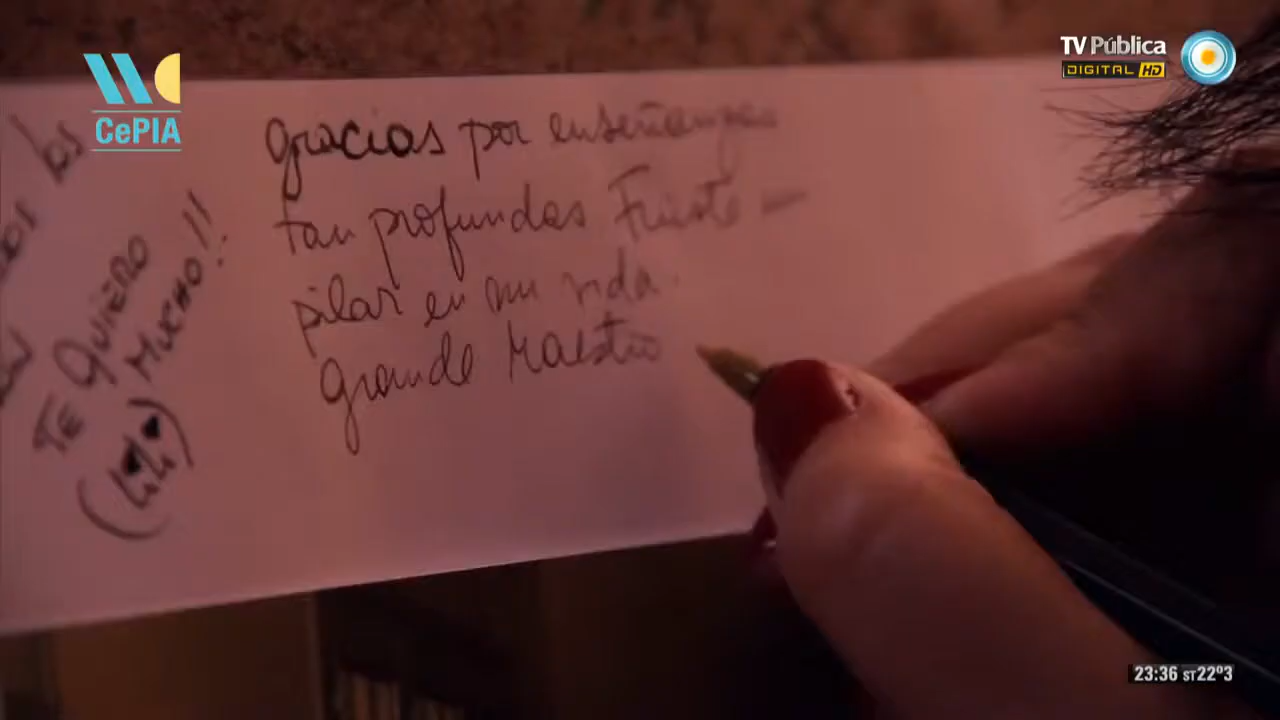 CePIA
TV Pública
DIGITAL HD
los
TE QUIERO
MUCHO!!
gracias por enseñanzas
tan profundas Fuiste
pilar en mi vida.
grande Maestro
23:36 ST22º3